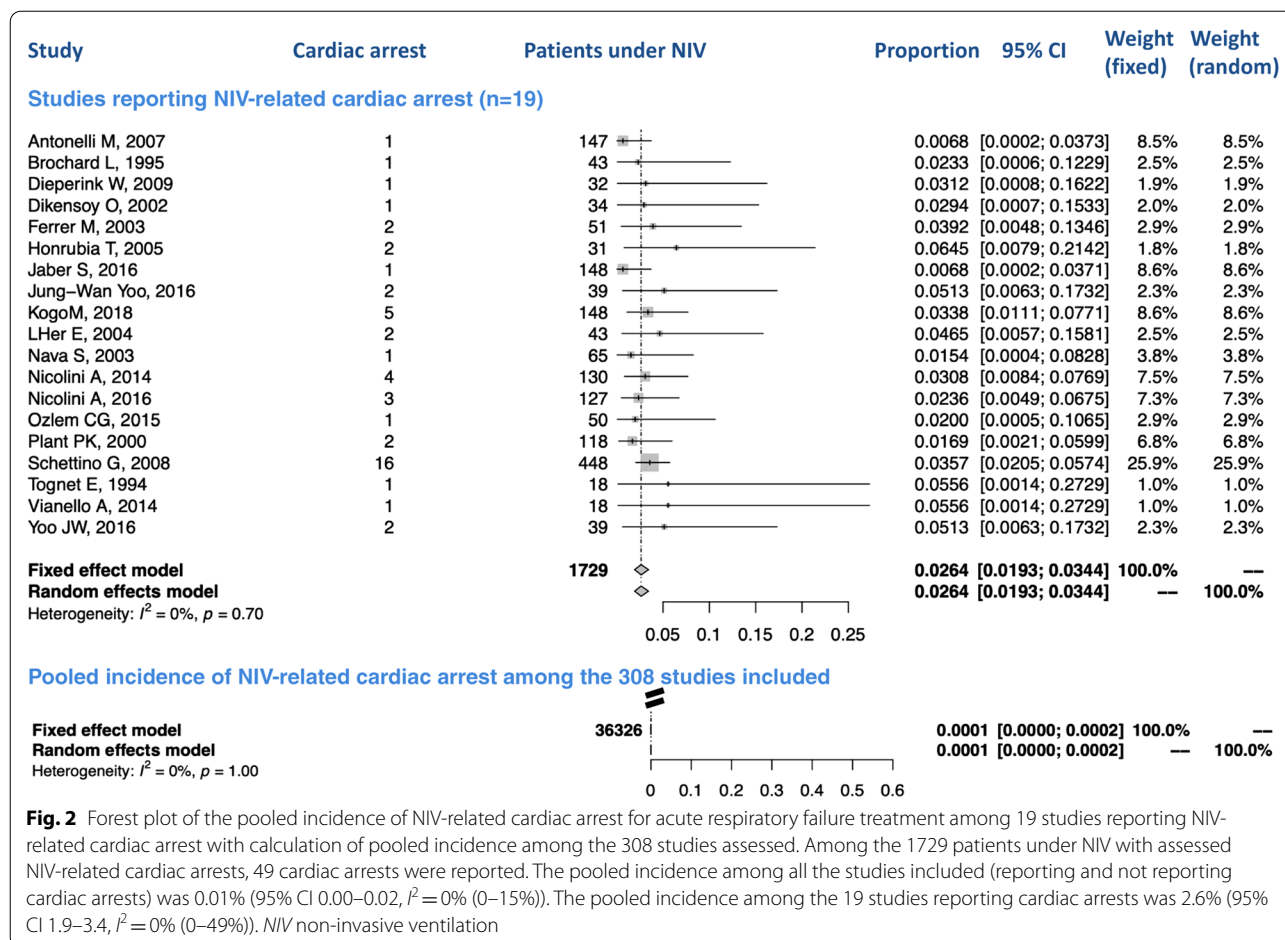 Study Cardiac arrest Patients under NIV Proportion 95% CI Weight (fixed) Weight (random)
Studies reporting NIV-related cardiac arrest (n=19)
Antonelli M, 2007 1 147 0.0068 [0.0002; 0.0373] 8.5% 8.5%
Brochard L, 1995 1 43 0.0233 [0.0006; 0.1229] 2.5% 2.5%
Dieperink W, 2009 1 32 0.0312 [0.0008; 0.1622] 1.9% 1.9%
Dikensoy O, 2002 1 34 0.0294 [0.0007; 0.1533] 2.0% 2.0%
Ferrer M, 2003 2 51 0.0392 [0.0048; 0.1346] 2.9% 2.9%
Honrubia T, 2005 2 31 0.0645 [0.0079; 0.2142] 1.8% 1.8%
Jaber S, 2016 1 148 0.0068 [0.0002; 0.0371] 8.6% 8.6%
Jung–Wan Yoo, 2016 2 39 0.0513 [0.0063; 0.1732] 2.3% 2.3%
KogoM, 2018 5 148 0.0338 [0.0111; 0.0771] 8.6% 8.6%
LHer E, 2004 2 43 0.0465 [0.0057; 0.1581] 2.5% 2.5%
Nava S, 2003 1 65 0.0154 [0.0004; 0.0828] 3.8% 3.8%
Nicolini A, 2014 4 130 0.0308 [0.0084; 0.0769] 7.5% 7.5%
Nicolini A, 2016 3 127 0.0236 [0.0049; 0.0675] 7.3% 7.3%
Ozlem CG, 2015 1 50 0.0200 [0.0005; 0.1065] 2.9% 2.9%
Plant PK, 2000 2 118 0.0169 [0.0021; 0.0599] 6.8% 6.8%
Schettino G, 2008 16 448 0.0357 [0.0205; 0.0574] 25.9% 25.9%
Tognet E, 1994 1 18 0.0556 [0.0014; 0.2729] 1.0% 1.0%
Vianello A, 2014 1 18 0.0556 [0.0014; 0.2729] 1.0% 1.0%
Yoo JW, 2016 2 39 0.0513 [0.0063; 0.1732] 2.3% 2.3%
Fixed effect model 1729 0.0264 [0.0193; 0.0344] 100.0% ––
Random effects model 0.0264 [0.0193; 0.0344] –– 100.0%
Heterogeneity: I² = 0%, p = 0.70
0.05 0.1 0.15 0.2 0.25
Pooled incidence of NIV-related cardiac arrest among the 308 studies included
Fixed effect model 36326 0.0001 [0.0000; 0.0002] 100.0% ––
Random effects model 0.0001 [0.0000; 0.0002] –– 100.0%
Heterogeneity: I² = 0%, p = 1.00
0 0.1 0.2 0.3 0.4 0.5 0.6
Fig. 2 Forest plot of the pooled incidence of NIV-related cardiac arrest for acute respiratory failure treatment among 19 studies reporting NIV-
related cardiac arrest with calculation of pooled incidence among the 308 studies assessed. Among the 1729 patients under NIV with assessed
NIV-related cardiac arrests, 49 cardiac arrests were reported. The pooled incidence among all the studies included (reporting and not reporting
cardiac arrests) was 0.01% (95% CI 0.00–0.02, I² = 0% (0–15%)). The pooled incidence among the 19 studies reporting cardiac arrests was 2.6% (95%
CI 1.9–3.4, I² = 0% (0–49%)). NIV non-invasive ventilation